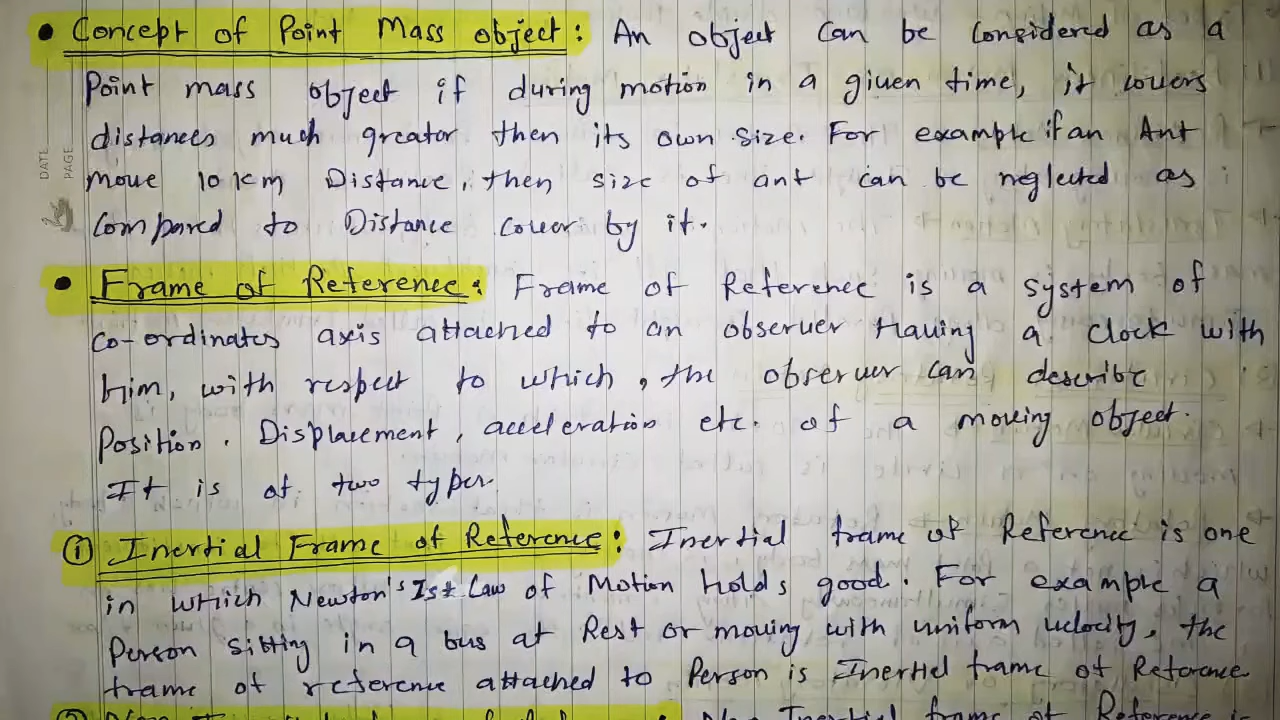 • Concept of Point Mass object: An object can be considered as a
Point mass object if during motion in a given time, it covers
distances much greator then its own size. For example if an Ant
DATE
PAGE
move 10 km Distance, then size of ant can be neglected as
compared to Distance cover by it.
• Frame of Reference: Frame of Reference is a system of
co-ordinates axis attached to an observer Having a clock with
him, with respect to which, the observer can describe
Position. Displacement, acceleration etc. of a moving object.
It is of two types.
① Inertial Frame of Reference: Inertial frame of Reference is one
in which Newton's Ist Law of Motion holds good. For example a
Person sitting in a bus at Rest or moving with uniform velocity, the
frame of reference attached to Person is Inertiel frame of Reference